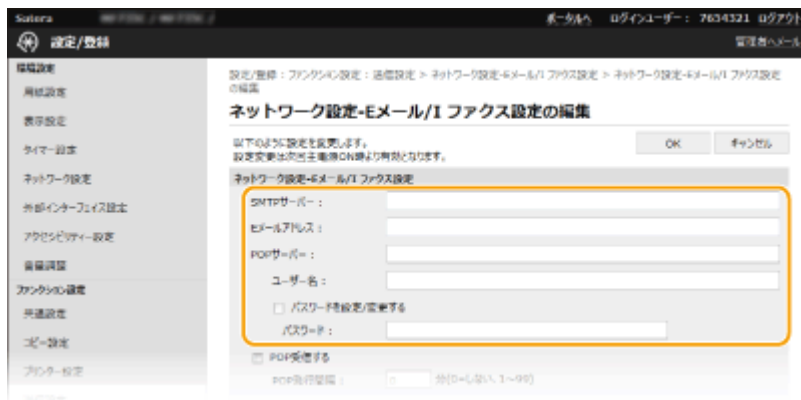 Satera
ポータルへ ログインユーザー: 7654321 ログアウト
設定/登録
管理者へメール
環境設定
用紙設定
表示設定
タイマー設定
ネットワーク設定
外部インターフェイス設定
アクセシビリティー設定
音量調整
ファンクション設定
共通設定
コピー設定
プリンター設定
設定/登録 : ファンクション設定 : 送信設定 > ネットワーク設定-Eメール/I ファクス設定 > ネットワーク設定-Eメール/I ファクス設定
の編集
ネットワーク設定-Eメール/I ファクス設定の編集
以下のように設定を変更します。
設定変更は次回主電源ON時より有効となります。
OK キャンセル
ネットワーク設定-Eメール/I ファクス設定
SMTPサーバー :
Eメールアドレス :
POPサーバー :
ユーザー名 :
パスワードを設定/変更する
パスワード :
POP受信する
POP発行間隔 : 0 分(0=しない, 1~99)